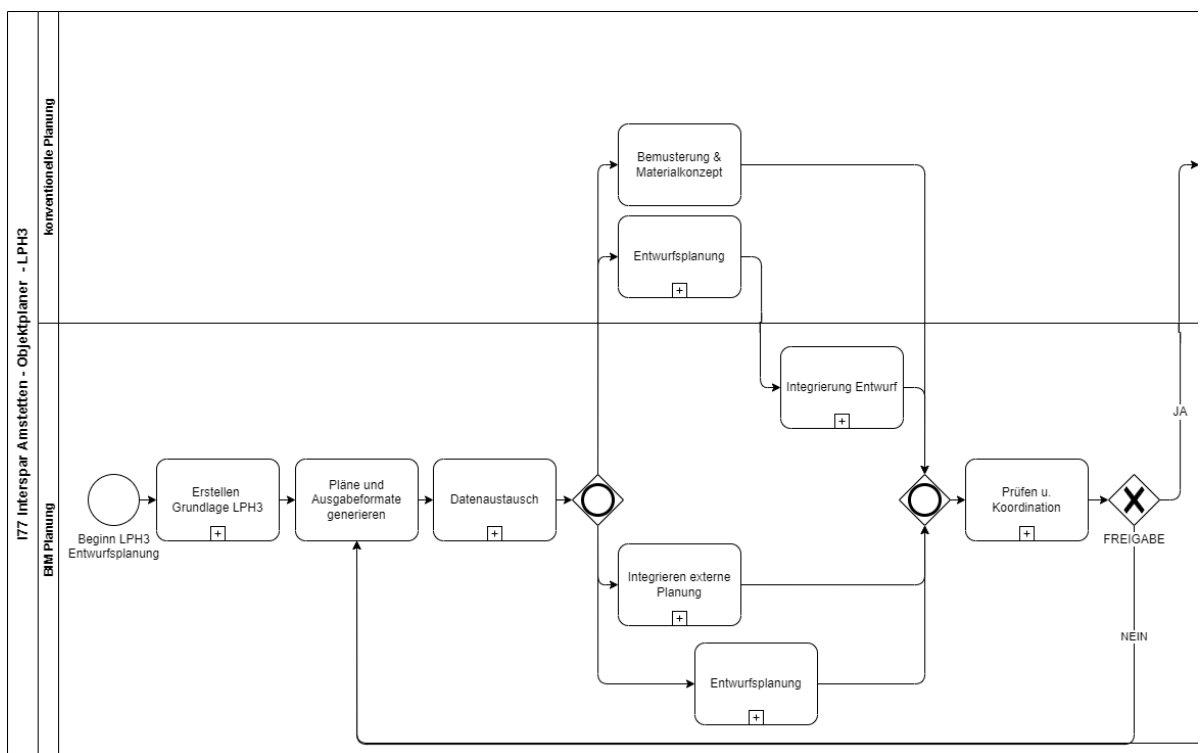 I77 Interspar Amstetten - Objektplaner  - LPH3
konventionelle Planung
BIM Planung
Bemusterung &
Materialkonzept
Entwurfsplanung
Integrierung Entwurf
JA
Beginn LPH3
Entwurfsplanung
Erstellen
Grundlage LPH3
Pläne und
Ausgabeformate
generieren
Datenaustausch
Prüfen u.
Koordination
FREIGABE
Integrieren externe
Planung
NEIN
Entwurfsplanung